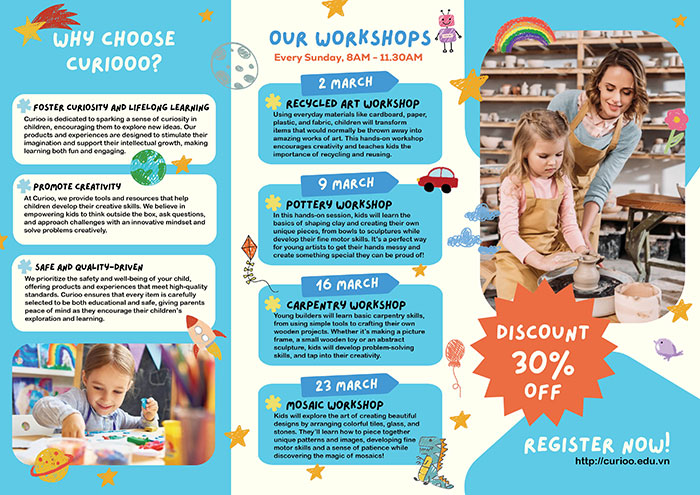 WHY CHOOSE
CURIOOO?
FOSTER CURIOSITY AND LIFELONG LEARNING
Curioo is dedicated to sparking a sense of curiosity in
children, encouraging them to explore new ideas. Our
products and experiences are designed to stimulate their
imagination and support their intellectual growth, making
learning both fun and engaging.
PROMOTE CREATIVITY
At Curioo, we provide tools and resources that help
children develop their creative skills. We believe in
empowering kids to think outside the box, ask questions,
and approach challenges with an innovative mindset and
solve problems creatively.
SAFE AND QUALITY-DRIVEN
We prioritize the safety and well-being of your child,
offering products and experiences that meet high-quality
standards. Curioo ensures that every item is carefully
selected to be both educational and safe, giving parents
peace of mind as they encourage their children's
exploration and learning.
OUR WORKSHOPS
Every Sunday, 8AM - 11.30AM
2 MARCH
RECYCLED ART WORKSHOP
Using everyday materials like cardboard, paper,
plastic, and fabric, children will transform
items that would normally be thrown away into
amazing works of art. This hands-on workshop
encourages creativity and teaches kids the
importance of recycling and reusing.
9 MARCH
POTTERY WORKSHOP
In this hands-on session, kids will learn the
basics of shaping clay and creating their own
unique pieces, from bowls to sculptures while
develop their fine motor skills. It's a perfect way
for young artists to get their hands messy and
create something special they can be proud of!
16 MARCH
CARPENTRY WORKSHOP
Young builders will learn basic carpentry skills,
from using simple tools to crafting their own
wooden projects. Whether it's making a picture
frame, a small wooden toy or an abstract
sculpture, kids will develop problem-solving
skills, and tap into their creativity.
23 MARCH
MOSAIC WORKSHOP
Kids will explore the art of creating beautiful
designs by arranging colorful tiles, glass, and
stones. They'll learn how to piece together
unique patterns and images, developing fine
motor skills and a sense of patience while
discovering the magic of mosaics!
DISCOUNT
30%
OFF
REGISTER NOW!
http://curioo.edu.vn